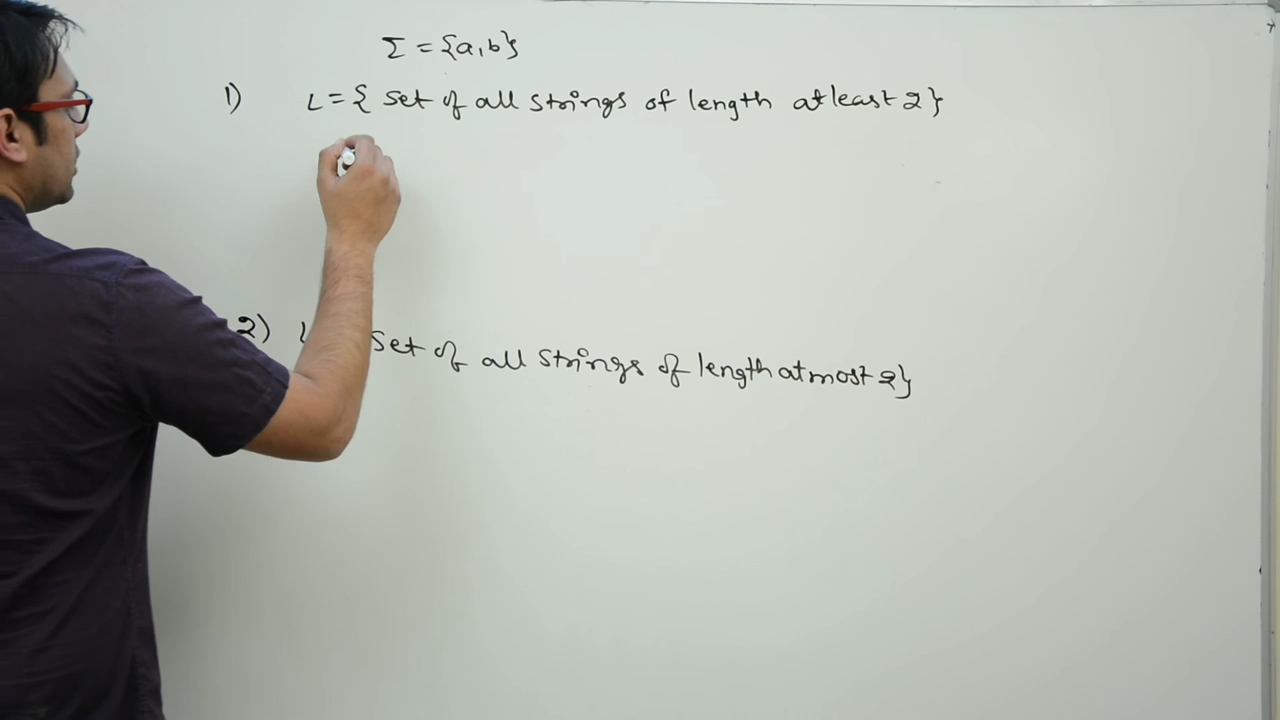 Σ = {a,b}
1) L = { set of all strings of length atleast 2}
2) L set of all strings of length atmost 2}